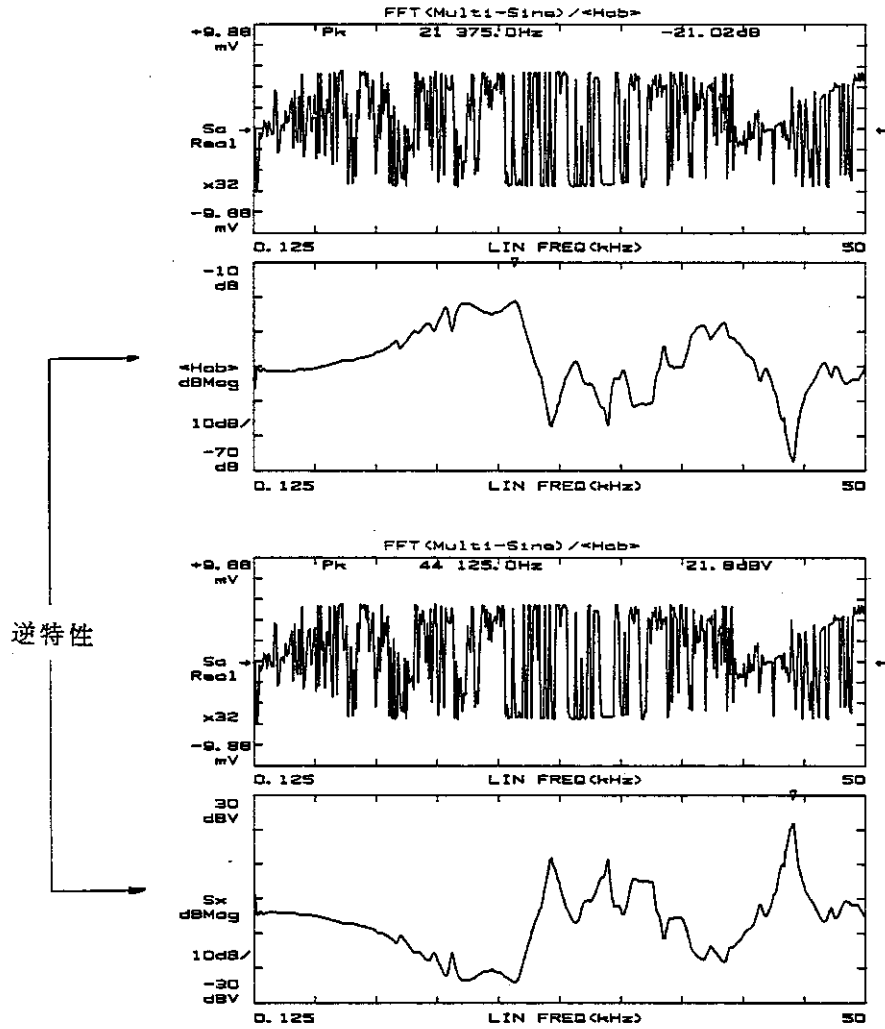 FFT(Multi-Sine)/<Hab>
+9.88 mV
Pk 21 375.0Hz -21.02dB
Sa
Real
x32
-9.88 mV
0.125 LIN FREQ(kHz) 50
-10 dB
<Hab>
dBMag
10dB/
-70 dB
0.125 LIN FREQ(kHz) 50
逆特性
FFT(Multi-Sine)/<Hab>
+9.88 mV
Pk 44 125.0Hz 21.8dBV
Sa
Real
x32
-9.88 mV
0.125 LIN FREQ(kHz) 50
30 dBV
Sx
dBMag
10dB/
-30 dBV
0.125 LIN FREQ(kHz) 50